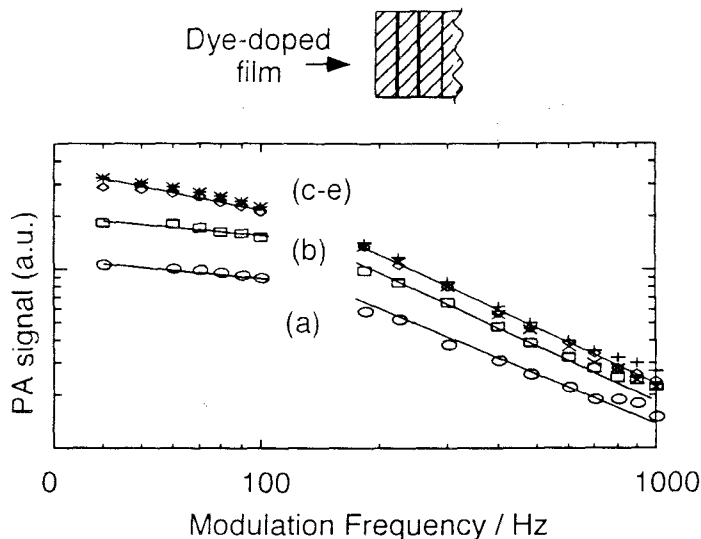 Dye-doped
film
(c-e)
(b)
(a)
PA signal (a.u.)
0 100 1000
Modulation Frequency / Hz